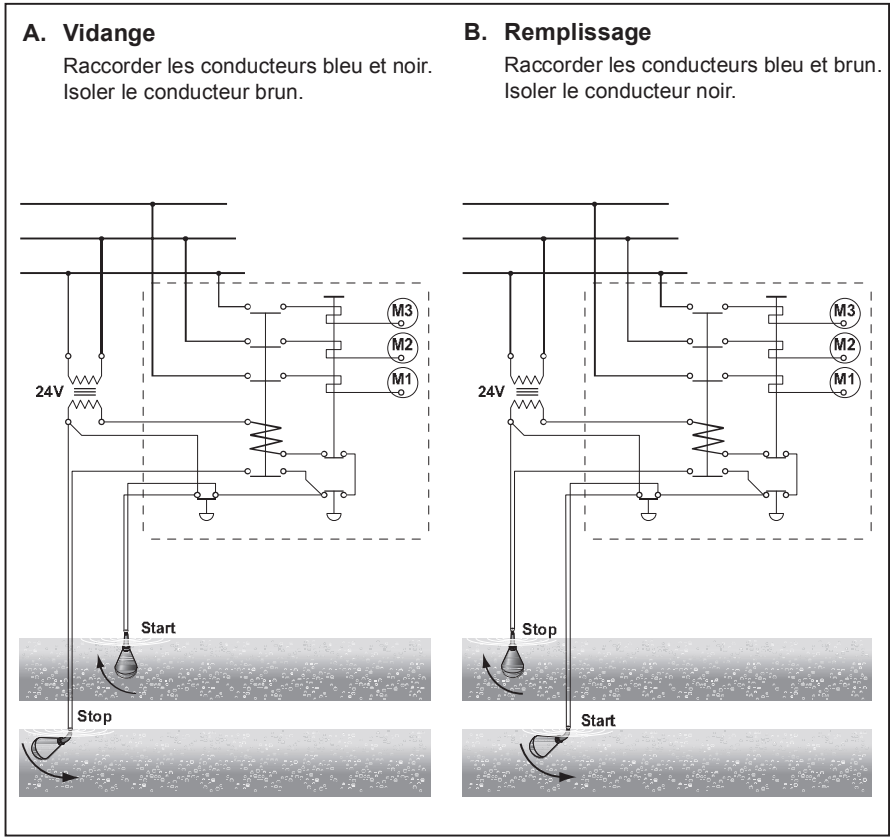 A. Vidange
Raccorder les conducteurs bleu et noir.
Isoler le conducteur brun.
M3
M2
M1
24V
Start
Stop
B. Remplissage
Raccorder les conducteurs bleu et brun.
Isoler le conducteur noir.
M3
M2
M1
24V
Stop
Start